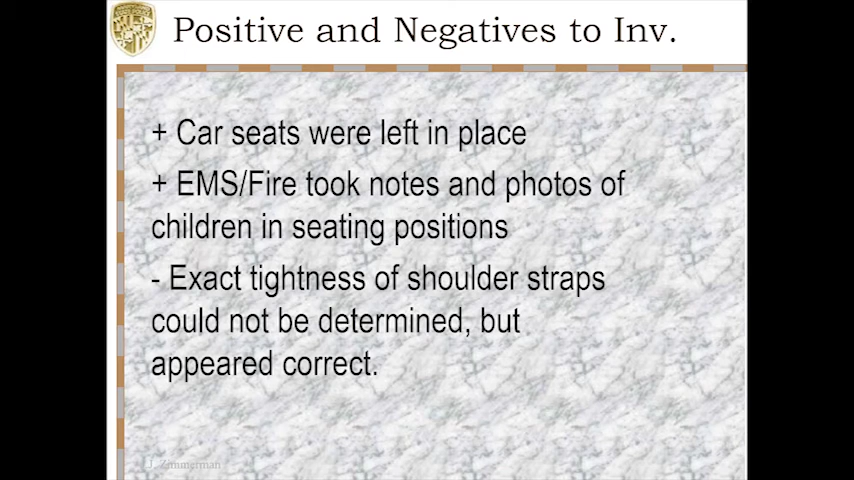 Positive and Negatives to Inv.
+ Car seats were left in place
+ EMS/Fire took notes and photos of
children in seating positions
- Exact tightness of shoulder straps
could not be determined, but
appeared correct.
J. Zimmerman